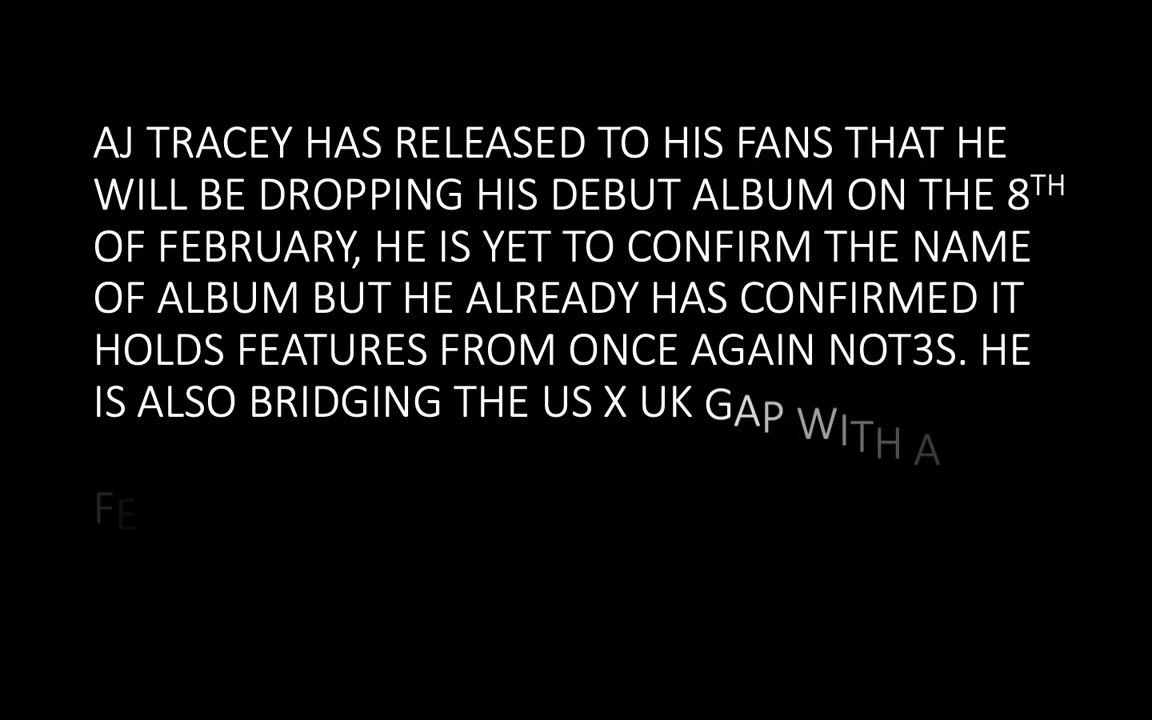 AJ TRACEY HAS RELEASED TO HIS FANS THAT HE
WILL BE DROPPING HIS DEBUT ALBUM ON THE 8TH
OF FEBRUARY, HE IS YET TO CONFIRM THE NAME
OF ALBUM BUT HE ALREADY HAS CONFIRMED IT
HOLDS FEATURES FROM ONCE AGAIN NOT3S. HE
IS ALSO BRIDGING THE US X UK GAP WITH A
FE